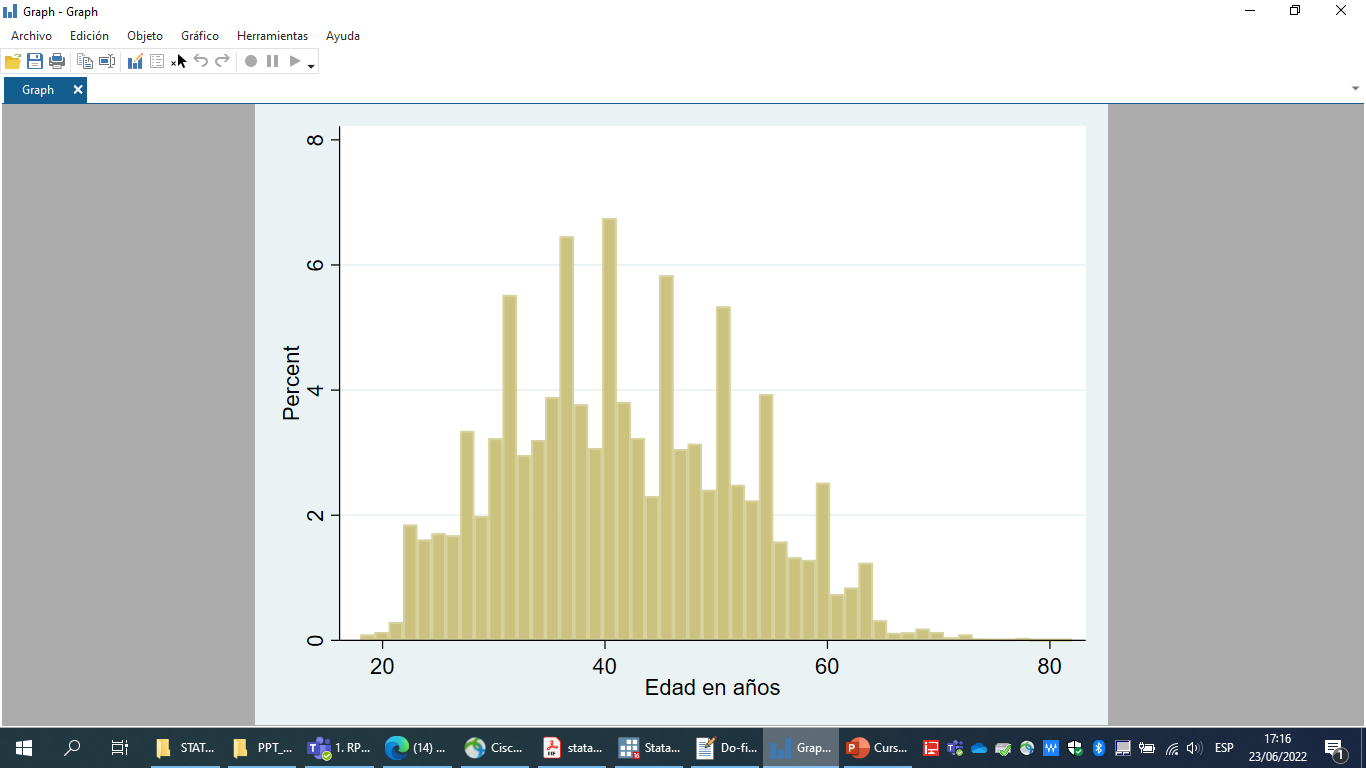 Graph - Graph
Archivo Edición Objeto Gráfico Herramientas Ayuda
Graph
8
6
4
2
0
Percent
20 40 60 80
Edad en años
STAT... PPT_... 1. RP... (14) ... Cisc... stata... Stata... Do-fi... Grap... Curs... ESP 17:16
23/06/2022 1